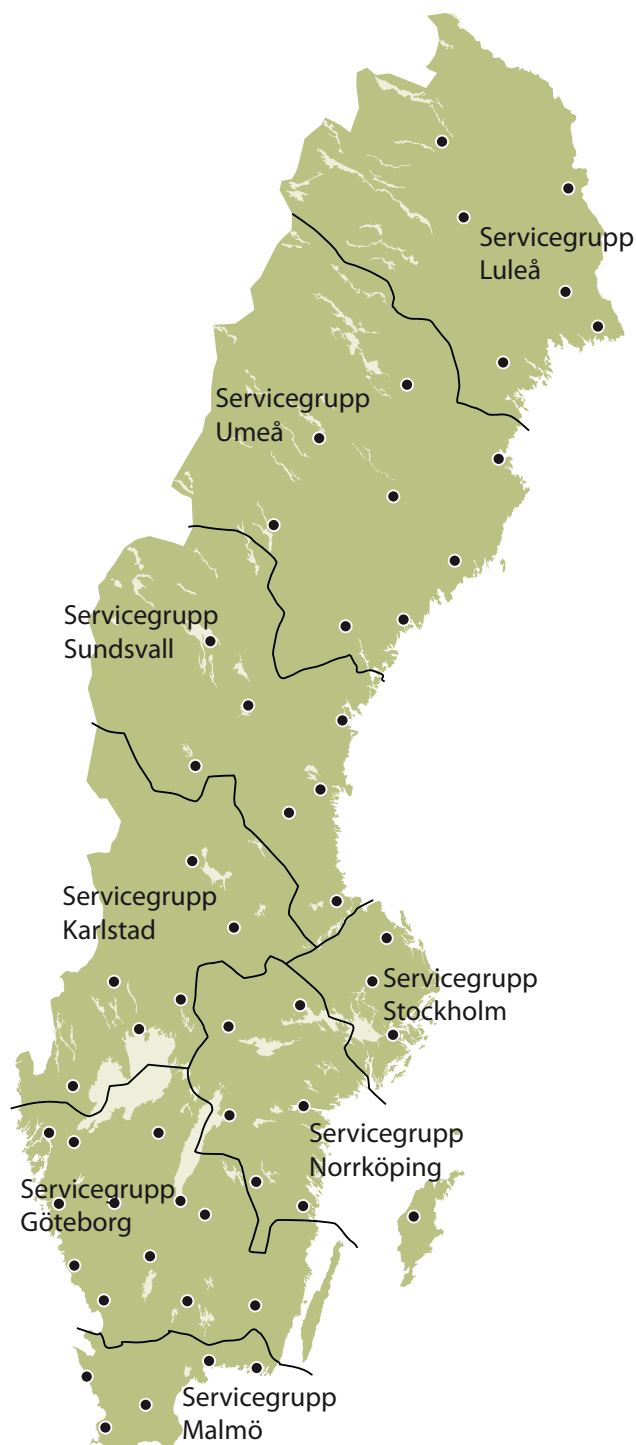 Servicegrupp
Luleå
Servicegrupp
Umeå
Servicegrupp
Sundsvall
Servicegrupp
Karlstad
Servicegrupp
Stockholm
Servicegrupp
Norrköping
Servicegrupp
Göteborg
Servicegrupp
Malmö